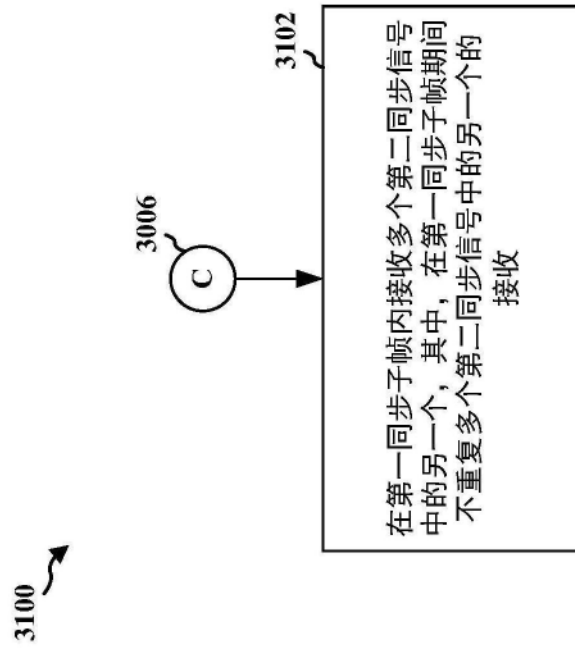 3100
3006
C
3102
在第一同步子帧内接收多个第二同步信号
中的另一个，其中，在第一同步子帧期间
不重复多个第二同步信号中的另一个的
接收